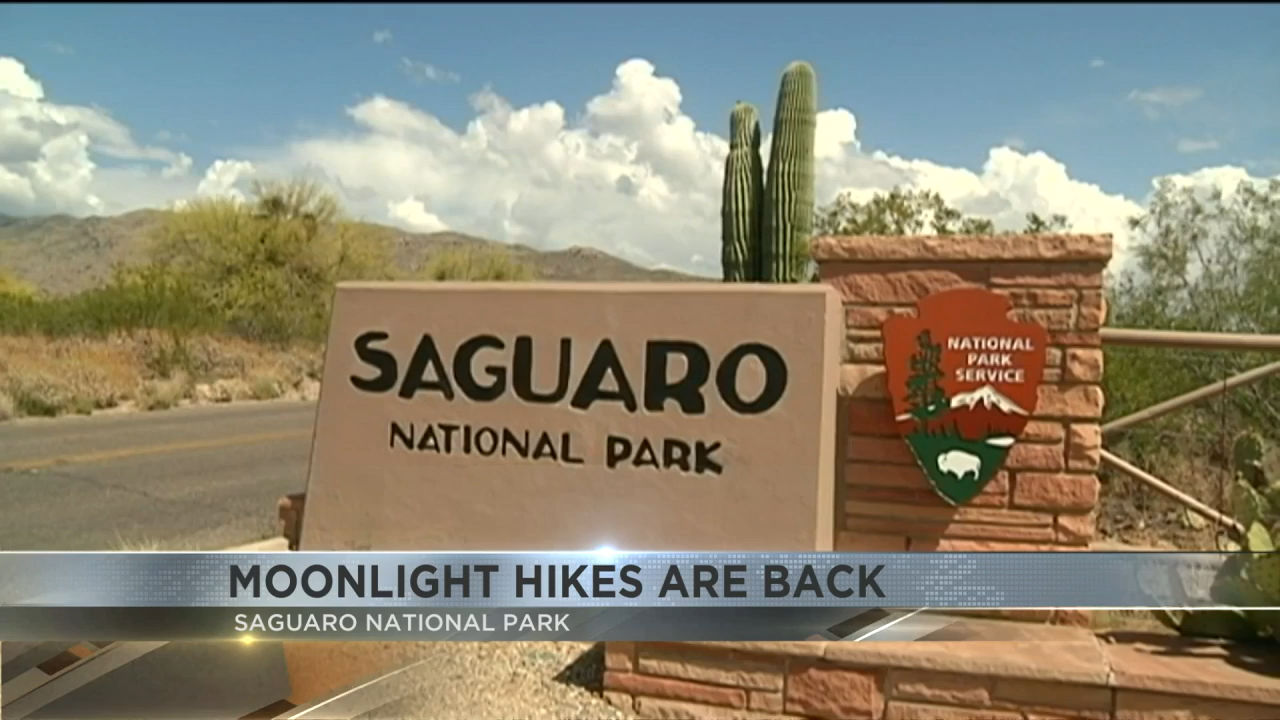 SAGUARO
NATIONAL PARK
NATIONAL
PARK
SERVICE
MOONLIGHT HIKES ARE BACK
SAGUARO NATIONAL PARK